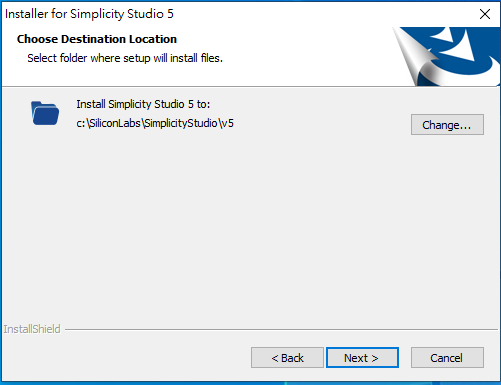 Installer for Simplicity Studio 5
Choose Destination Location
Select folder where setup will install files.
Install Simplicity Studio 5 to:
c:\SiliconLabs\SimplicityStudio\v5
Change...
InstallShield
< Back
Next >
Cancel